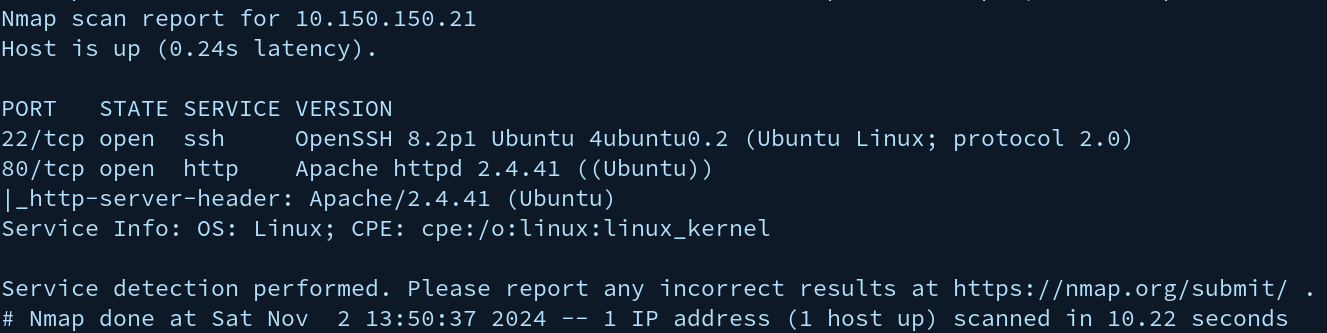 Nmap scan report for 10.150.150.21
Host is up (0.24s latency).
PORT   STATE SERVICE VERSION
22/tcp open  ssh     OpenSSH 8.2p1 Ubuntu 4ubuntu0.2 (Ubuntu Linux; protocol 2.0)
80/tcp open  http    Apache httpd 2.4.41 ((Ubuntu))
|_http-server-header: Apache/2.4.41 (Ubuntu)
Service Info: OS: Linux; CPE: cpe:/o:linux:linux_kernel
Service detection performed. Please report any incorrect results at https://nmap.org/submit/ .
# Nmap done at Sat Nov  2 13:50:37 2024 -- 1 IP address (1 host up) scanned in 10.22 seconds